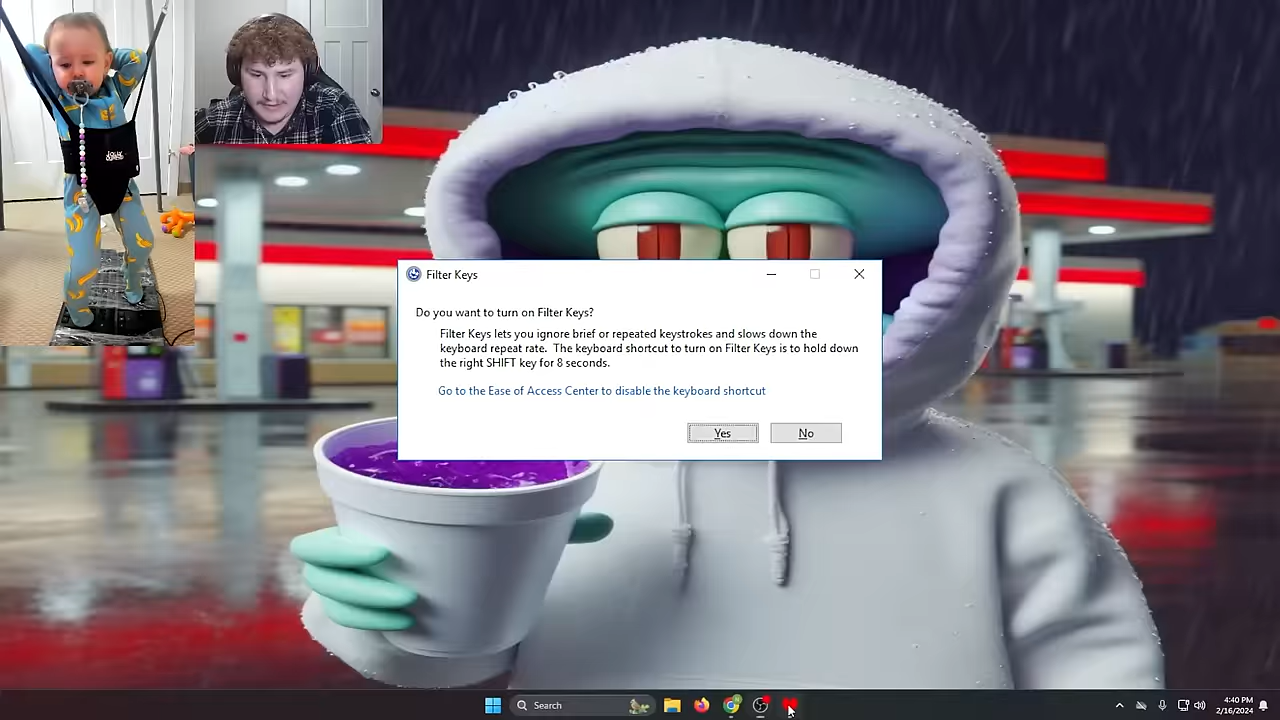 Filter Keys
Do you want to turn on Filter Keys?
Filter Keys lets you ignore brief or repeated keystrokes and slows down the
keyboard repeat rate. The keyboard shortcut to turn on Filter Keys is to hold down
the right SHIFT key for 8 seconds.
Go to the Ease of Access Center to disable the keyboard shortcut
Yes
No
Search
4:40 PM
2/16/2024